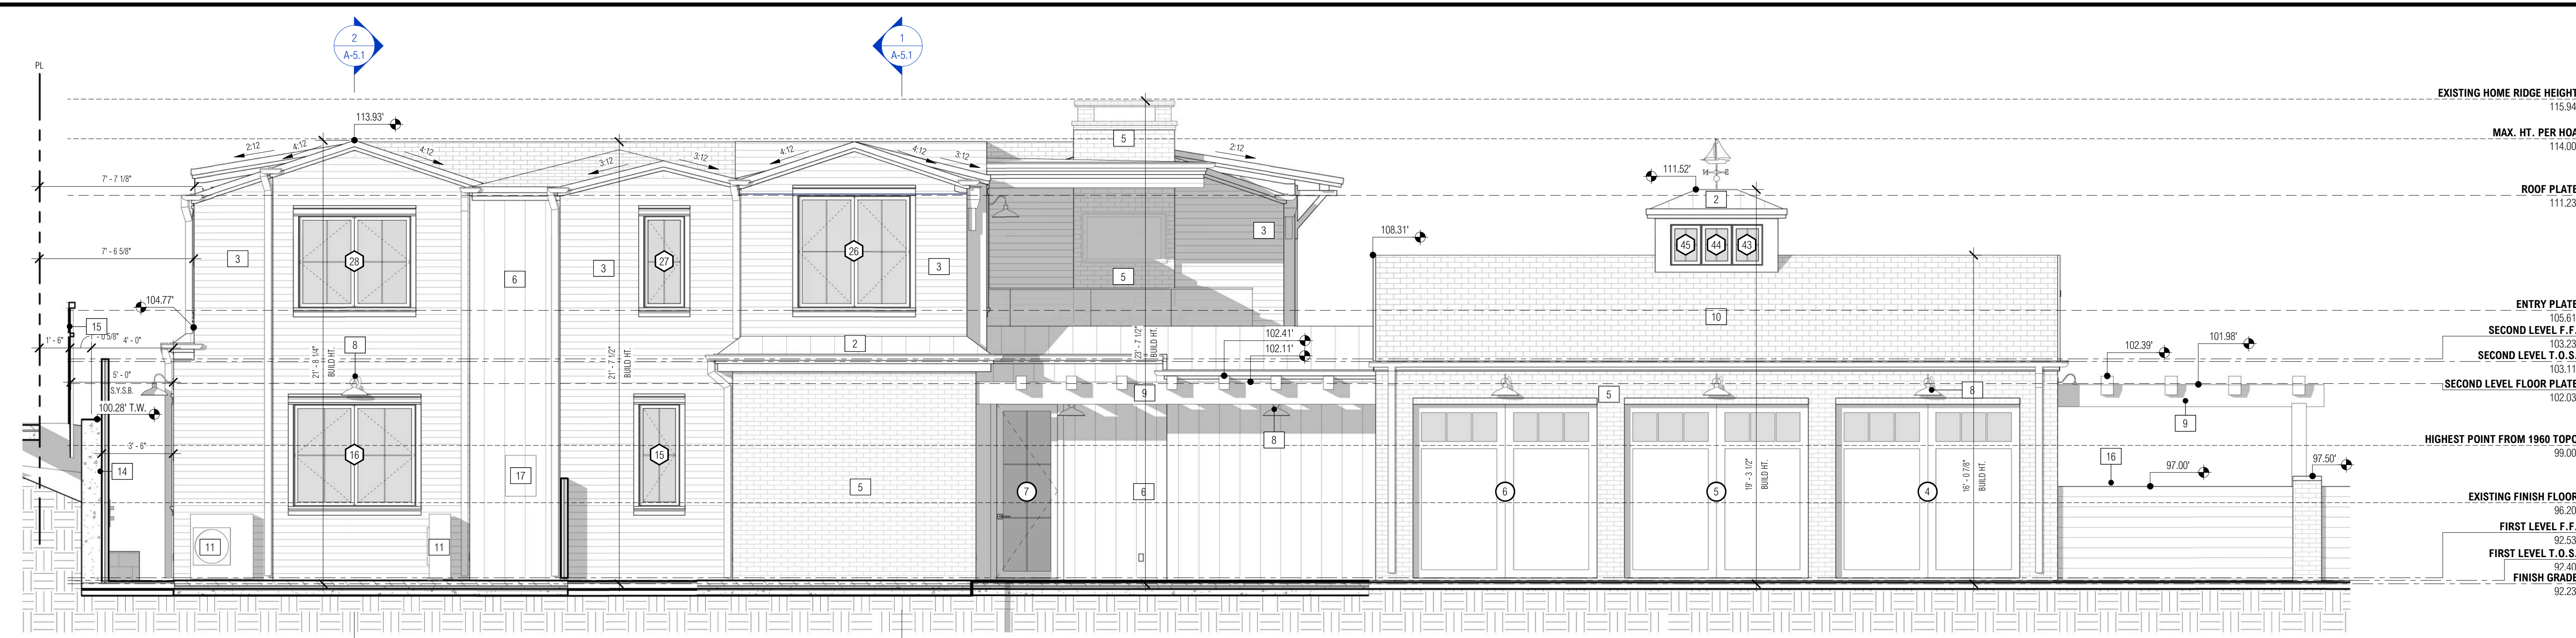 2
A-5.1
1
A-5.1
PL
EXISTING HOME RIDGE HEIGHT
115.94
113.93'
MAX. HT. PER HOA
114.00
2:12
4:12
4:12
3:12
3:12
4:12
4:12
3:12
2:12
5
7' - 7 1/8"
111.52'
2
ROOF PLATE
111.23
7' - 6 5/8"
3
28
6
3
27
26
3
5
3
108.31'
45
44
43
104.77'
15
ENTRY PLATE
105.61
10
1' - 6"
4' - 0"
8
21' - 8 1/4"
BUILD HT.
21' - 7 1/2"
BUILD HT.
2
23' - 7 1/2"
BUILD HT.
102.41'
102.11'
102.39'
101.98'
SECOND LEVEL F.F.
103.23
SECOND LEVEL T.O.S.
103.11
5' - 0"
S.Y.S.B.
9
5
8
SECOND LEVEL FLOOR PLATE
102.03
100.28' T.W.
8
9
3' - 6"
HIGHEST POINT FROM 1960 TOPO
99.00
14
16
17
15
5
7
6
6
5
19' - 3 1/2"
BUILD HT.
4
16' - 0 7/8"
BUILD HT.
16
97.00'
97.50'
EXISTING FINISH FLOOR
96.20
11
11
FIRST LEVEL F.F.
92.53
FIRST LEVEL T.O.S.
92.40
FINISH GRADE
92.23